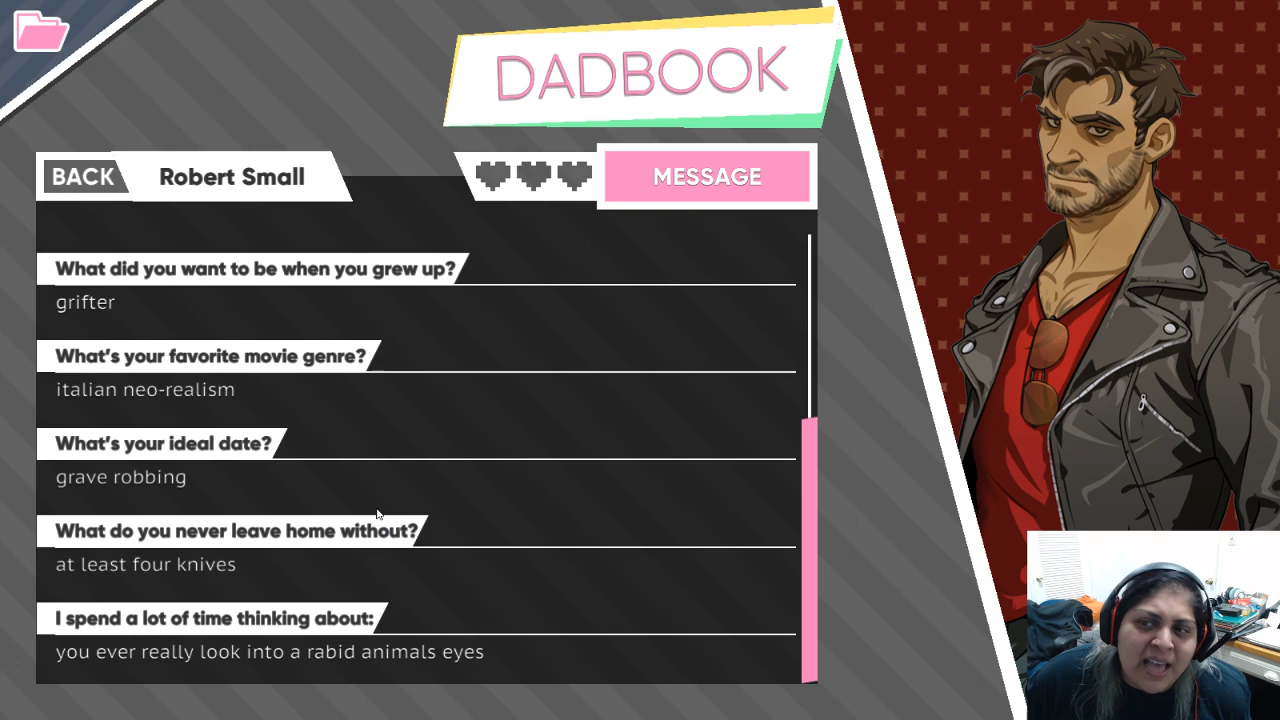 DADBOOK
BACK
Robert Small
MESSAGE
What did you want to be when you grew up?
grifter
What's your favorite movie genre?
italian neo-realism
What's your ideal date?
grave robbing
What do you never leave home without?
at least four knives
I spend a lot of time thinking about:
you ever really look into a rabid animals eyes